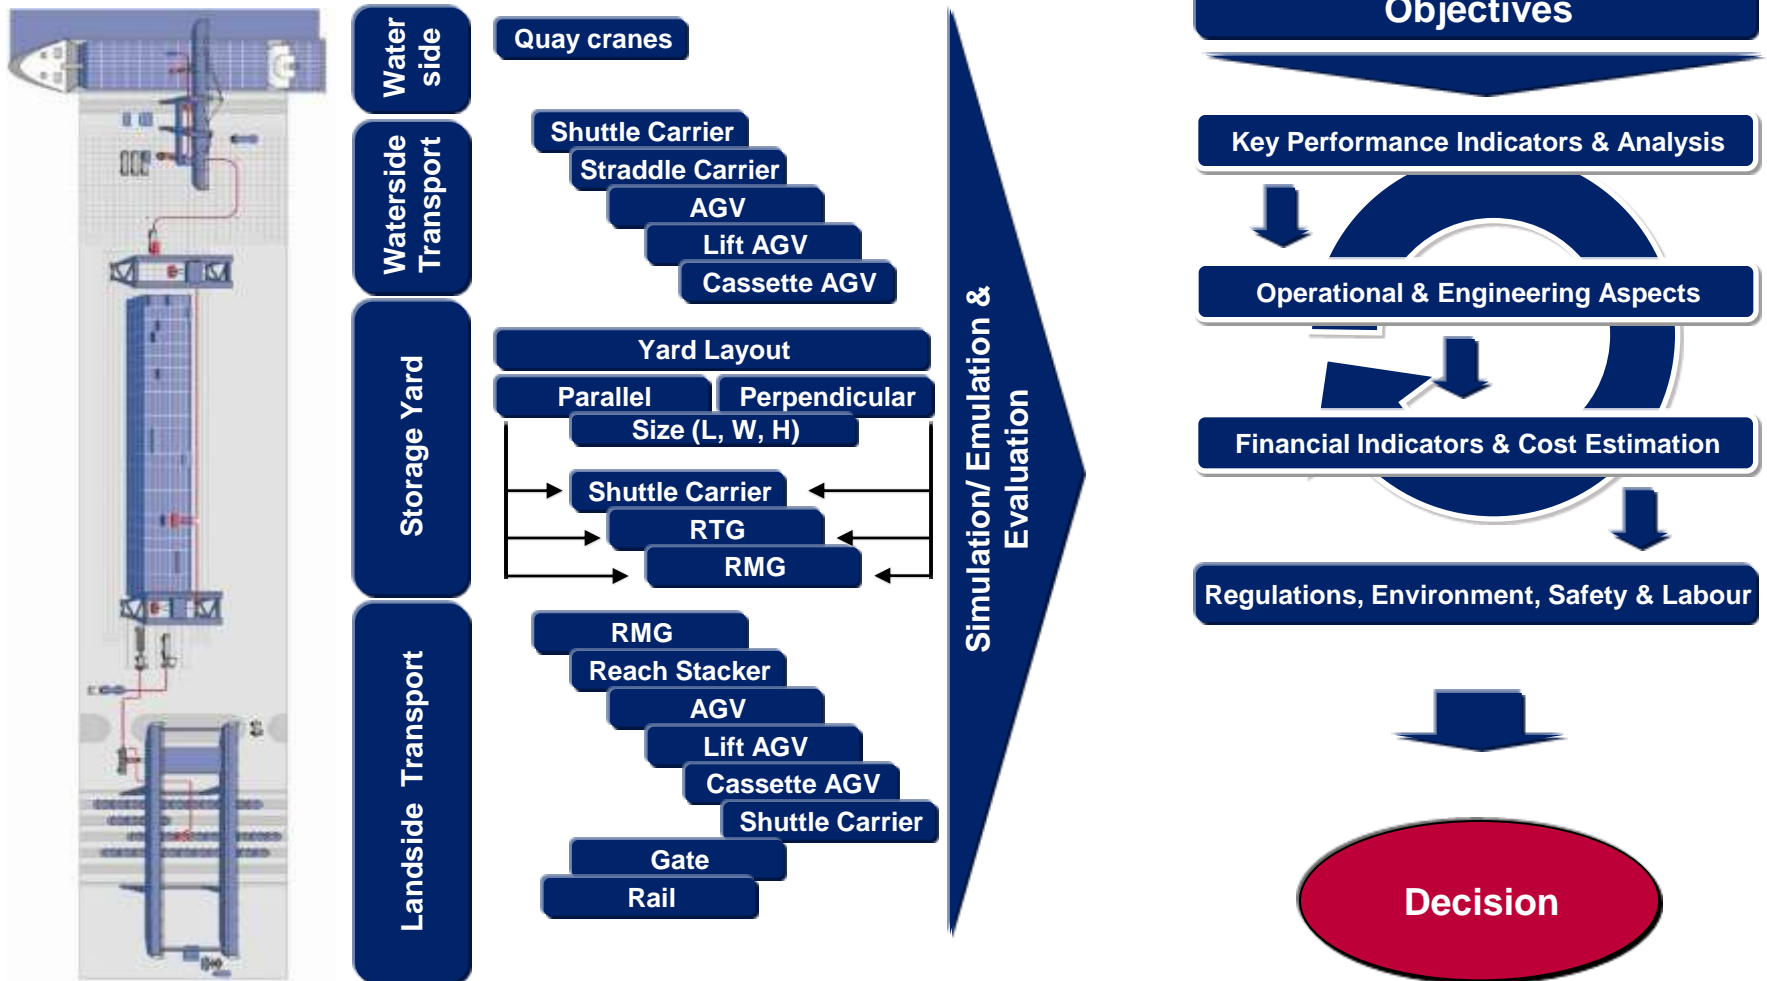 Water
side
Quay cranes
Waterside
Transport
Shuttle Carrier
Straddle Carrier
AGV
Lift AGV
Cassette AGV
Storage Yard
Yard Layout
Parallel
Perpendicular
Size (L, W, H)
Shuttle Carrier
RTG
RMG
Landside Transport
RMG
Reach Stacker
AGV
Lift AGV
Cassette AGV
Shuttle Carrier
Gate
Rail
Simulation/ Emulation &
Evaluation
Objectives
Key Performance Indicators & Analysis
Operational & Engineering Aspects
Financial Indicators & Cost Estimation
Regulations, Environment, Safety & Labour
Decision